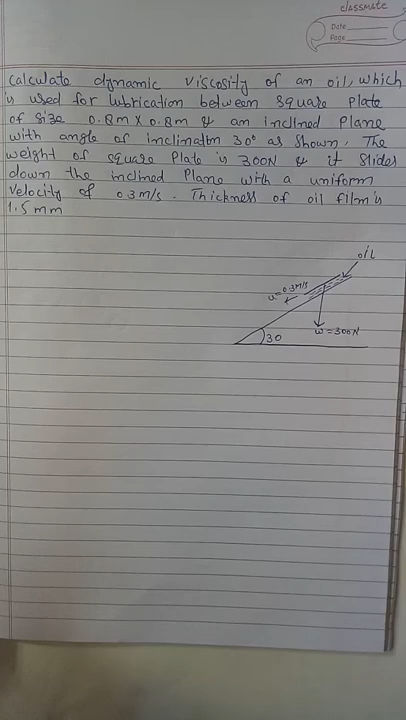 classmate
Date
Page
Calculate dynamic viscosity of an oil, which
is used for lubrication between square plate
of size 0.8m X 0.8m & an inclined plane
with angle of inclination 30° as shown. The
weight of square plate is 300N & it slides
down the inclined plane with a uniform
velocity of 0.3 m/s. Thickness of oil film is
1.5 mm
OIL
u=0.3M/S
W=300N
30